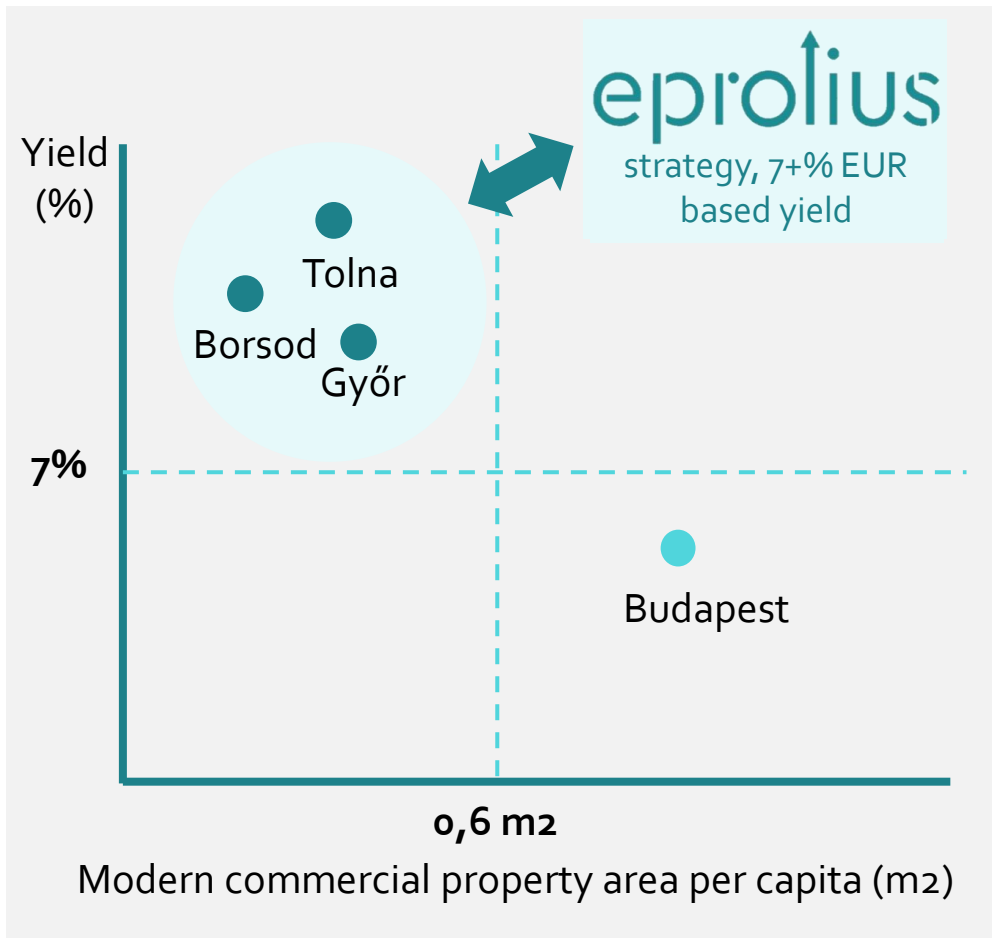 eprolius
strategy, 7+% EUR
based yield
Yield
(%)
Tolna
Borsod
Győr
7%
Budapest
0,6 m2
Modern commercial property area per capita (m2)